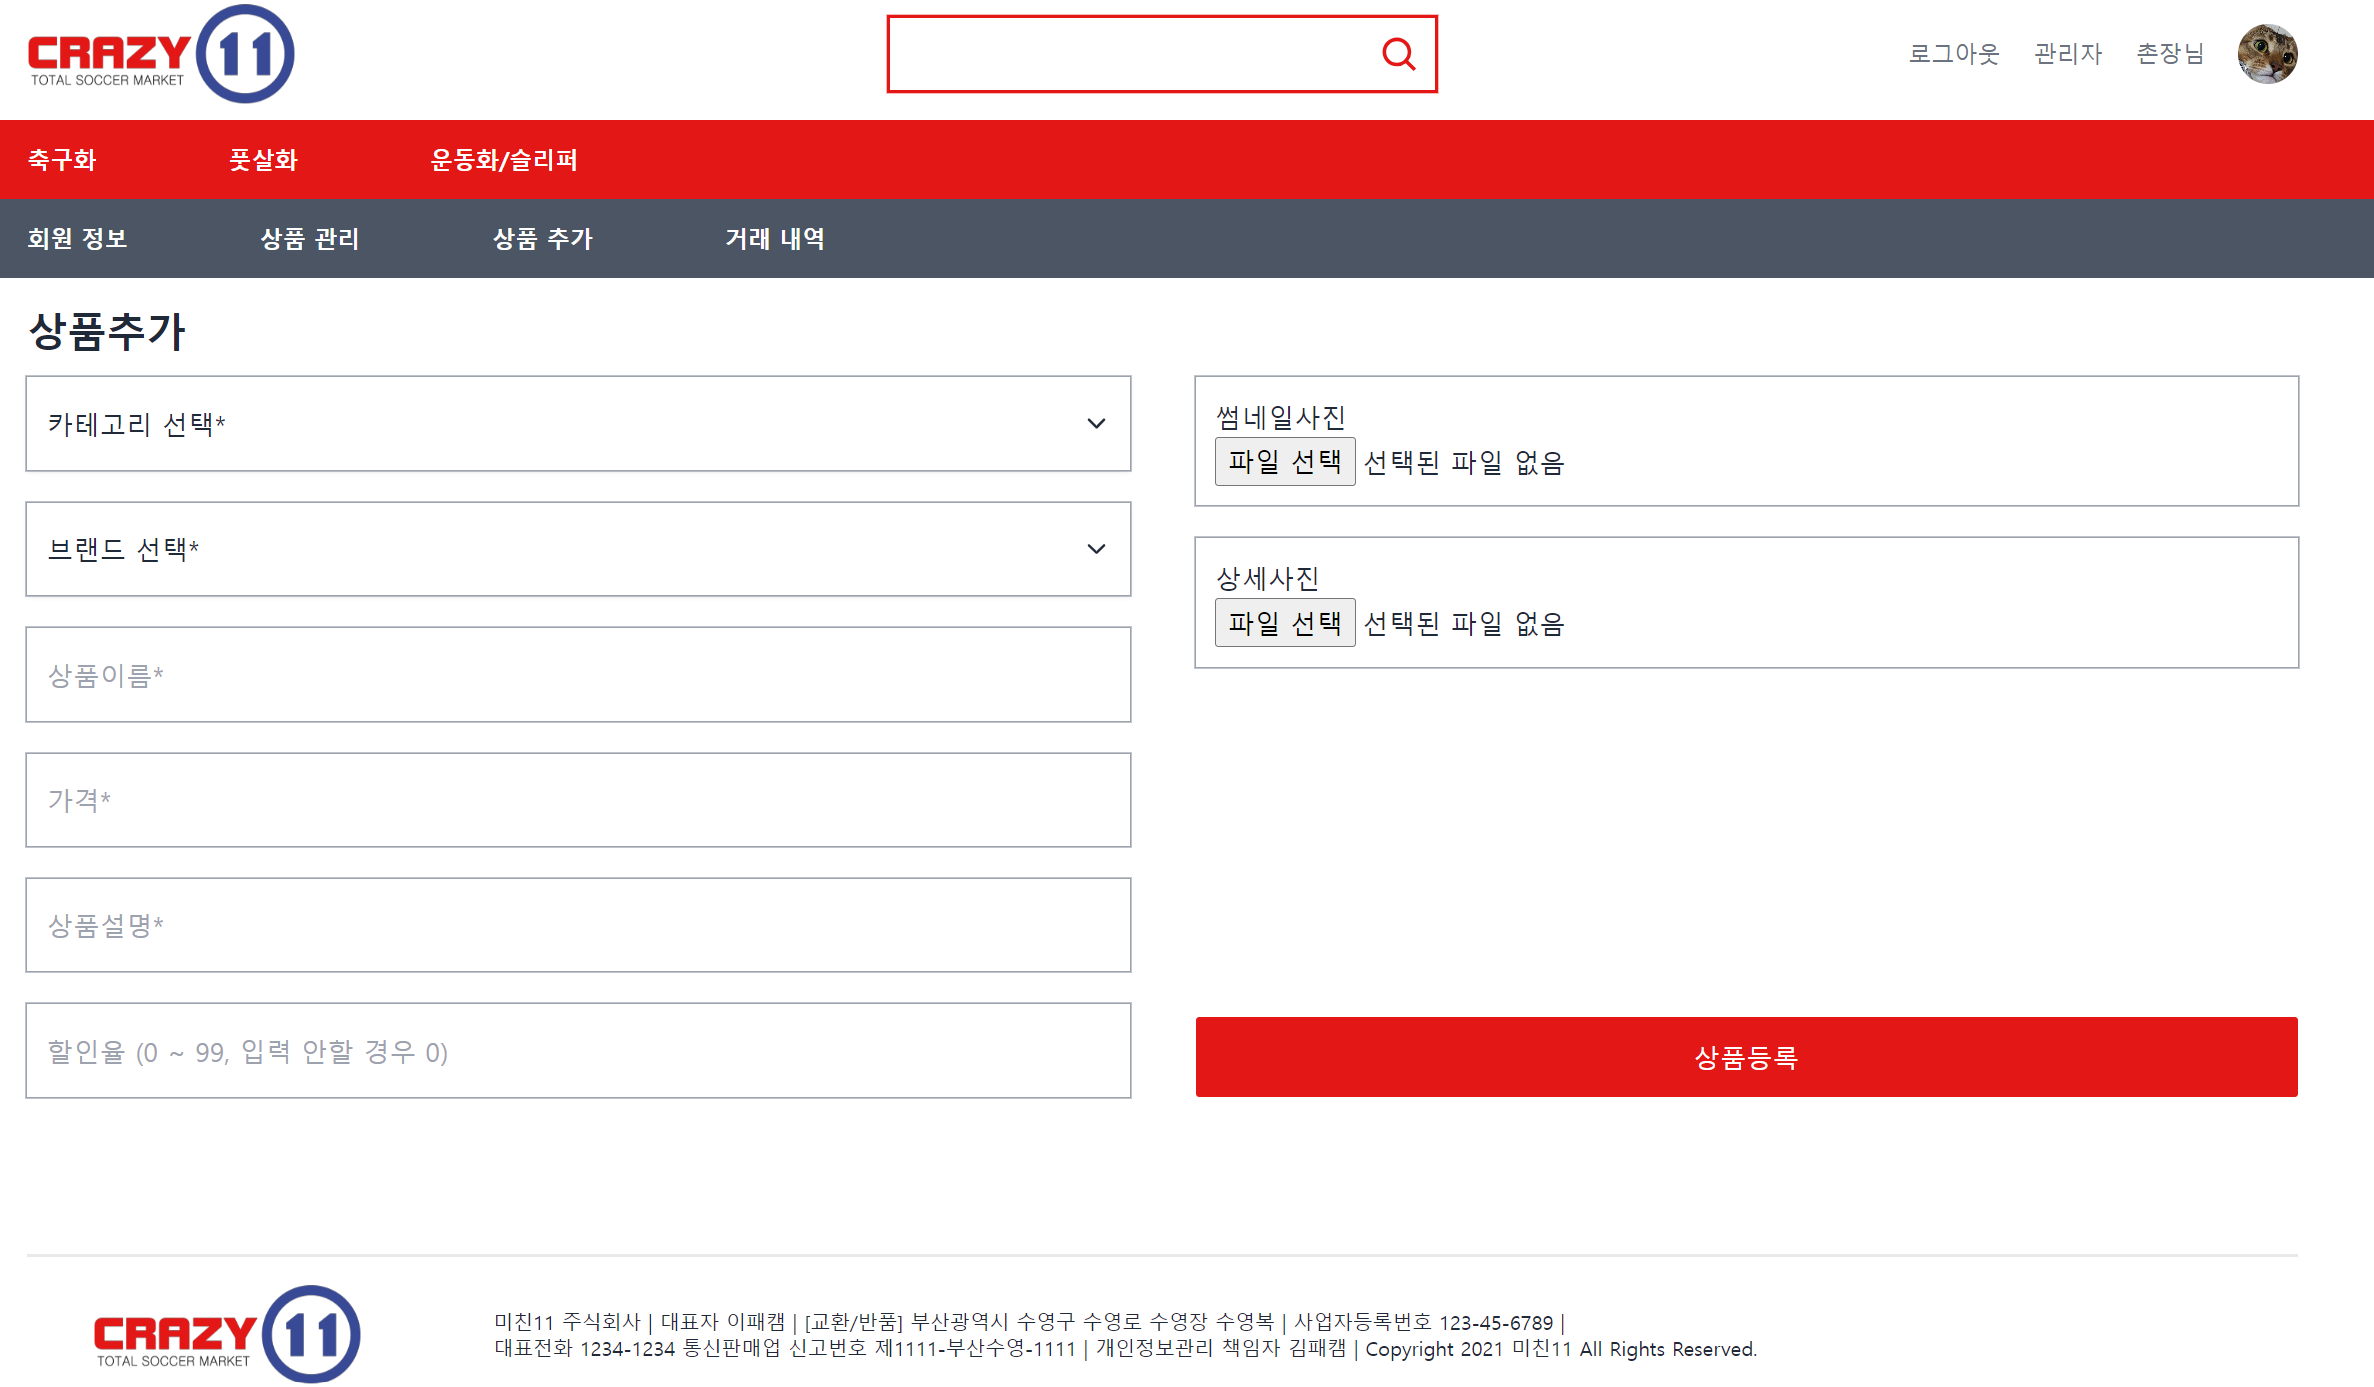 CRAZY 11
TOTAL SOCCER MARKET
로그아웃 관리자 촌장님
축구화 풋살화 운동화/슬리퍼
회원 정보 상품 관리 상품 추가 거래 내역
상품추가
카테고리 선택*
브랜드 선택*
상품이름*
가격*
상품설명*
할인율 (0 ~ 99, 입력 안할 경우 0)
썸네일사진
파일 선택 선택된 파일 없음
상세사진
파일 선택 선택된 파일 없음
상품등록
CRAZY 11
TOTAL SOCCER MARKET
미친11 주식회사 | 대표자 이패캠 | [교환/반품] 부산광역시 수영구 수영로 수영장 수영복 | 사업자등록번호 123-45-6789 |
대표전화 1234-1234 통신판매업 신고번호 제1111-부산수영-1111 | 개인정보관리 책임자 김패캠 | Copyright 2021 미친11 All Rights Reserved.